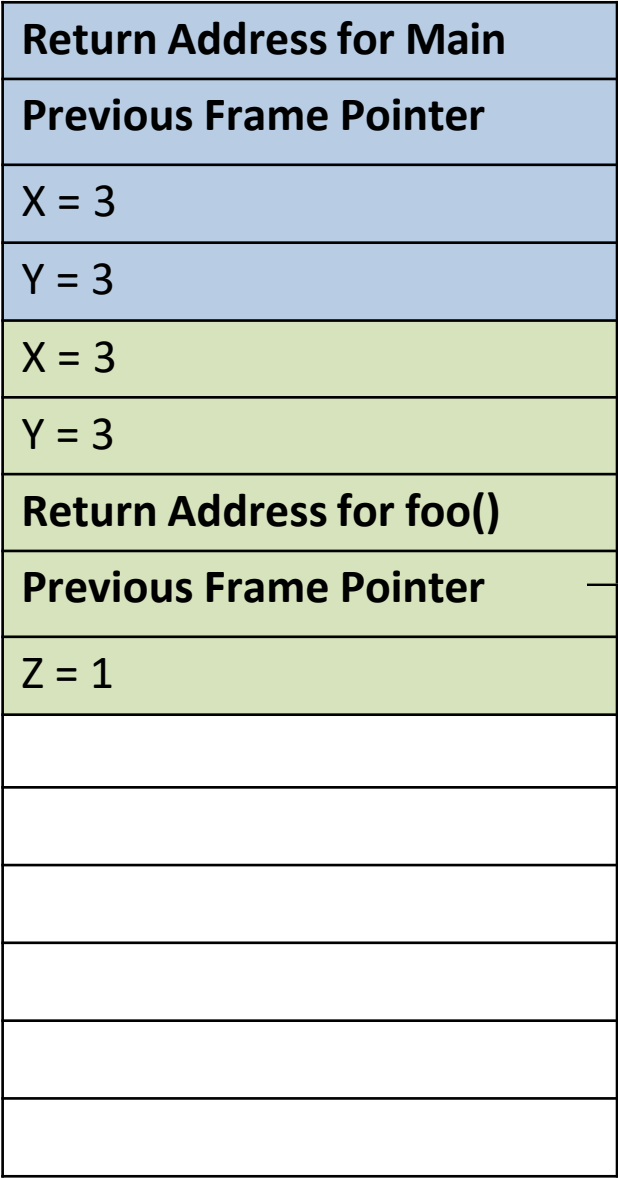 Return Address for Main
Previous Frame Pointer
X = 3
Y = 3
X = 3
Y = 3
Return Address for foo()
Previous Frame Pointer
Z = 1